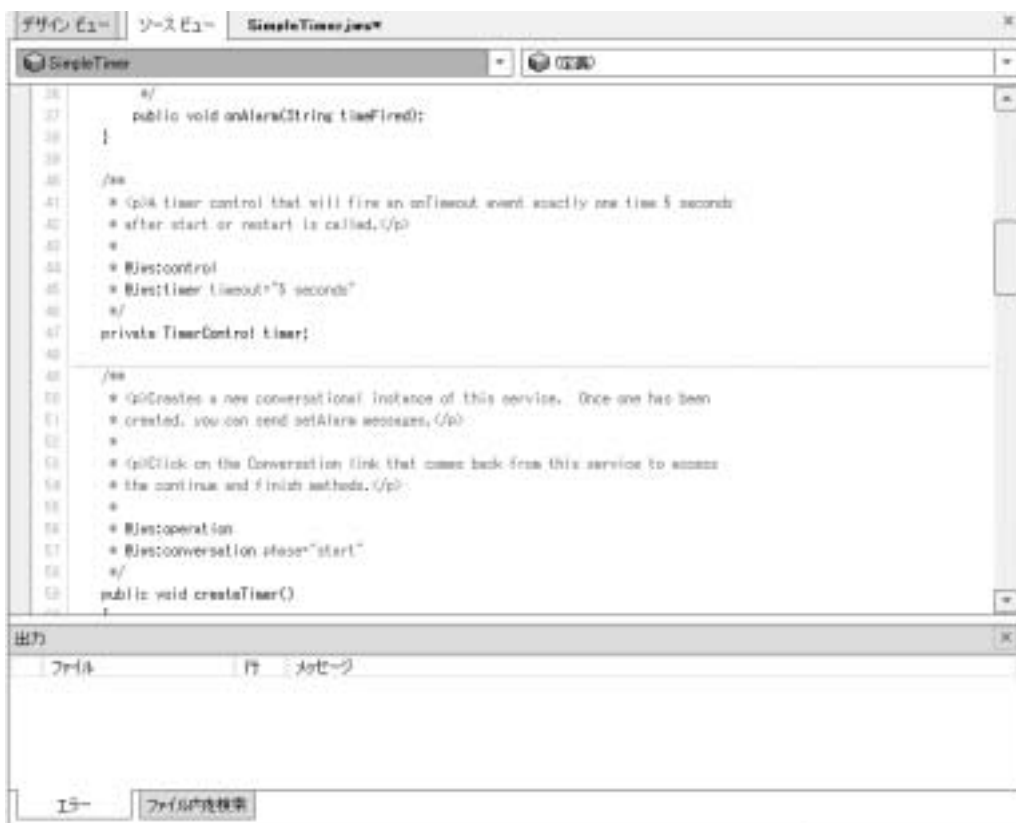 デザイン ビュー ソース ビュー SimpleTimer.jws*
SimpleTimer (定義)
36 */
37 public void onAlarm(String timeFired);
38 }
39
40 /**
41 * <p>A timer control that will fire an onTimeout event exactly one time 5 seconds
42 * after start or restart is called.</p>
43 *
44 * @jws:control
45 * @jws:timer timeout="5 seconds"
46 */
47 private TimerControl timer;
48
49 /**
50 * <p>Creates a new conversational instance of this service. Once one has been
51 * created, you can send setAlarm messages.</p>
52 *
53 * <p>Click on the Conversation link that comes back from this service to access
54 * the continue and finish methods.</p>
55 *
56 * @jws:operation
57 * @jws:conversation phase="start"
58 */
59 public void createTimer()
出力
ファイル 行 メッセージ
エラー ファイル内を検索